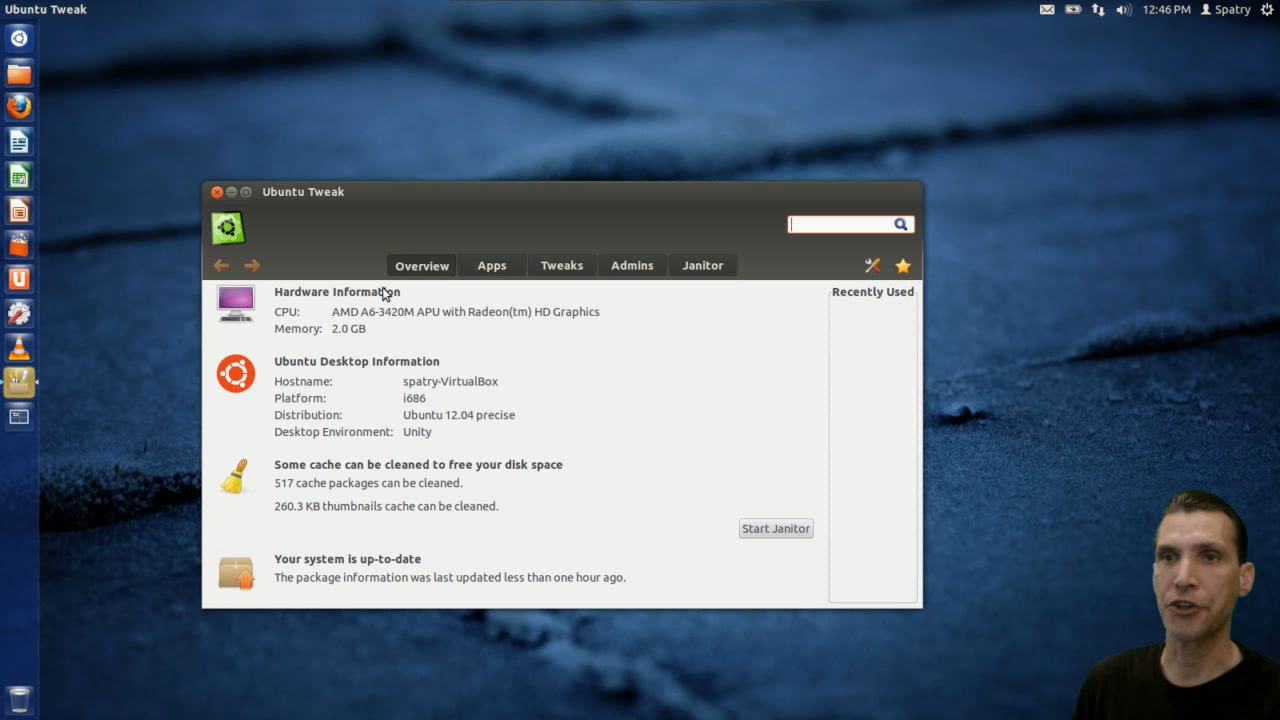 Ubuntu Tweak
12:46 PM Spatry
Ubuntu Tweak
Overview Apps Tweaks Admins Janitor
Hardware Information
CPU: AMD A6-3420M APU with Radeon(tm) HD Graphics
Memory: 2.0 GB
Ubuntu Desktop Information
Hostname: spatry-VirtualBox
Platform: i686
Distribution: Ubuntu 12.04 precise
Desktop Environment: Unity
Some cache can be cleaned to free your disk space
517 cache packages can be cleaned.
260.3 KB thumbnails cache can be cleaned.
Start Janitor
Your system is up-to-date
The package information was last updated less than one hour ago.
Recently Used